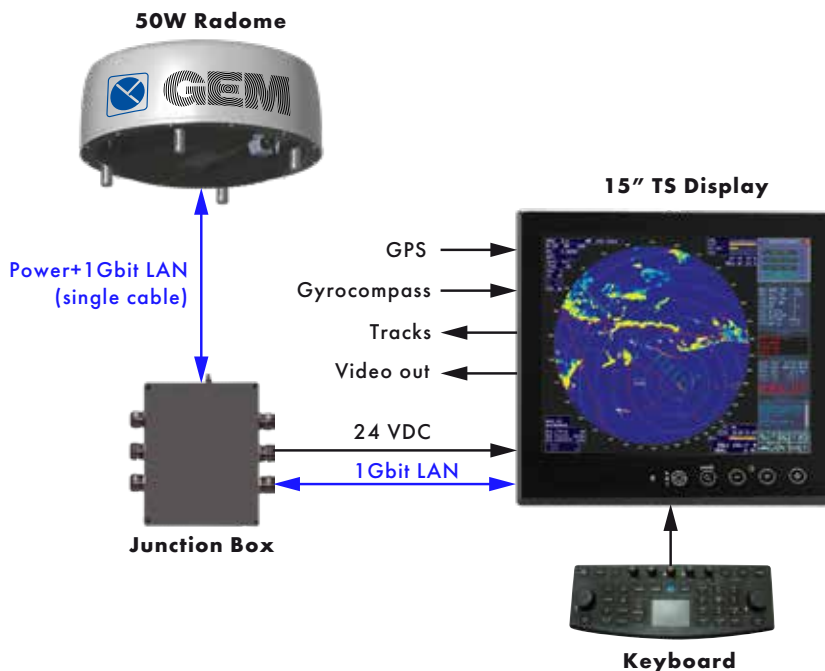 50W Radome
GEM
15” TS Display
Power+1Gbit LAN
(single cable)
GPS
Gyrocompass
Tracks
Video out
24 VDC
1Gbit LAN
Junction Box
Keyboard